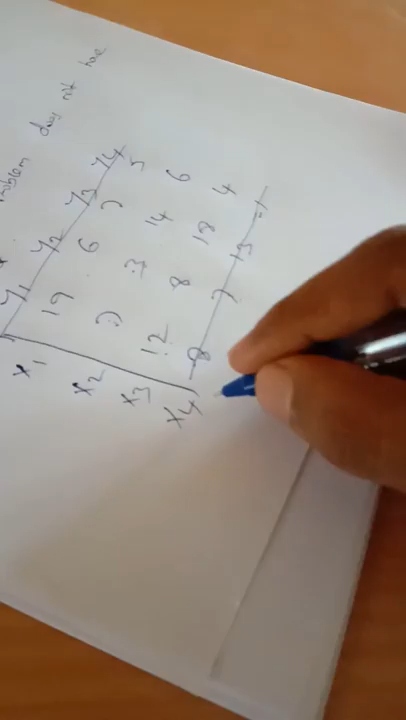 problem does not have
y1 y2 y3 y4
x1 19 6 7 5
x2 7 3 14 6
x3 12 8 18 4
x4 8 7 13 -1